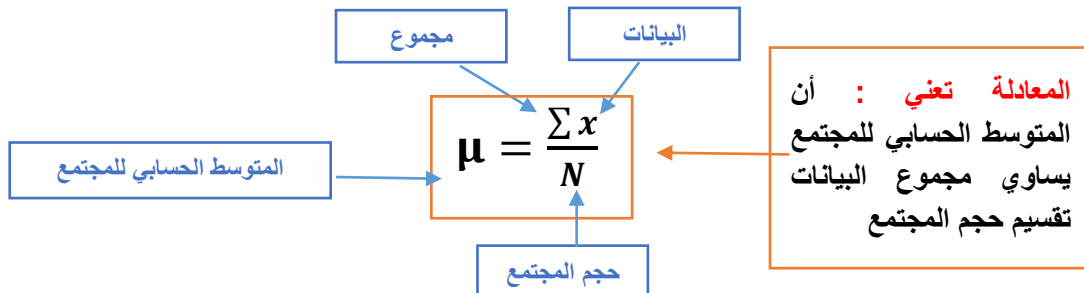 مجموع
البيانات
المعادلة تعني : أن
المتوسط الحسابي للمجتمع
يساوي مجموع البيانات
تقسيم حجم المجتمع
μ = ∑ x / N
المتوسط الحسابي للمجتمع
حجم المجتمع